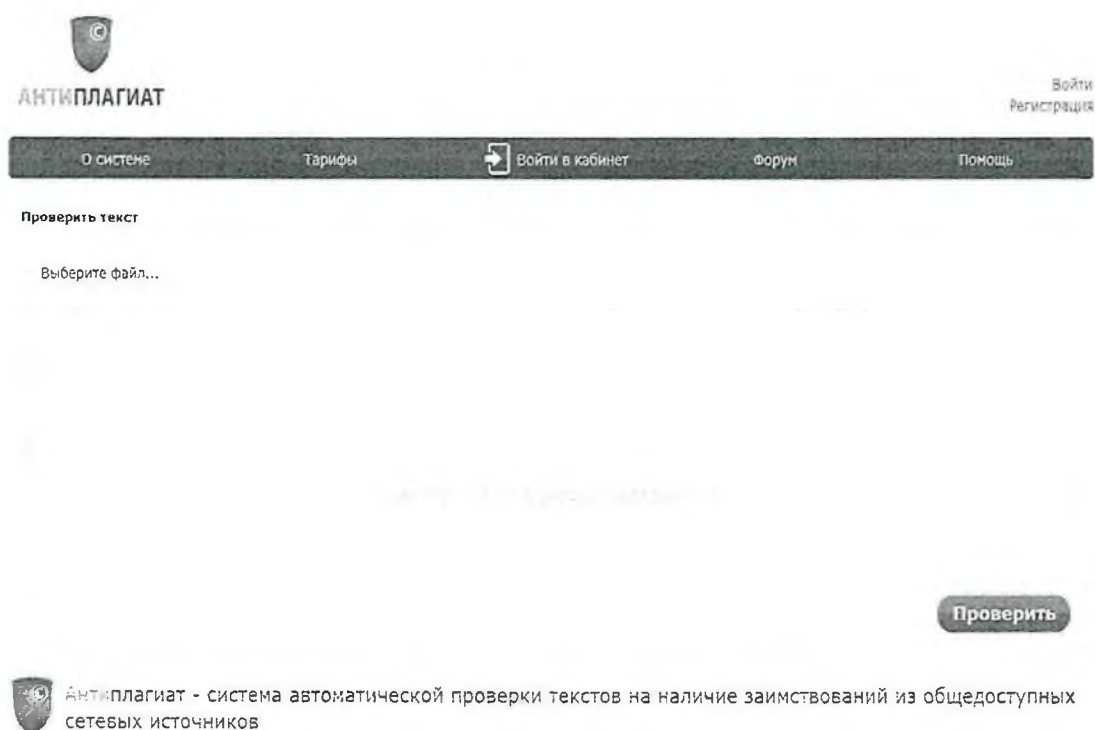 ©
АНТИПЛАГИАТ
Войти
Регистрация
О системе Тарифы Войти в кабинет Форум Помощь
Проверить текст
Выберите файл...
Проверить
Антиплагиат - система автоматической проверки текстов на наличие заимствований из общедоступных
сетевых источников